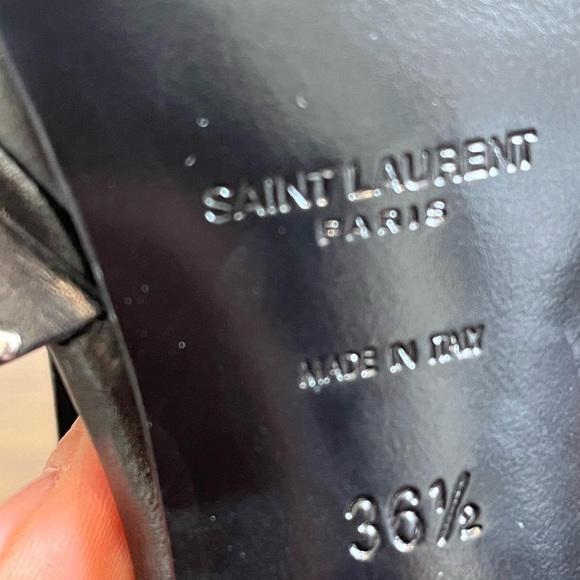 SAINT LAURENT
PARIS
MADE IN ITALY
36½